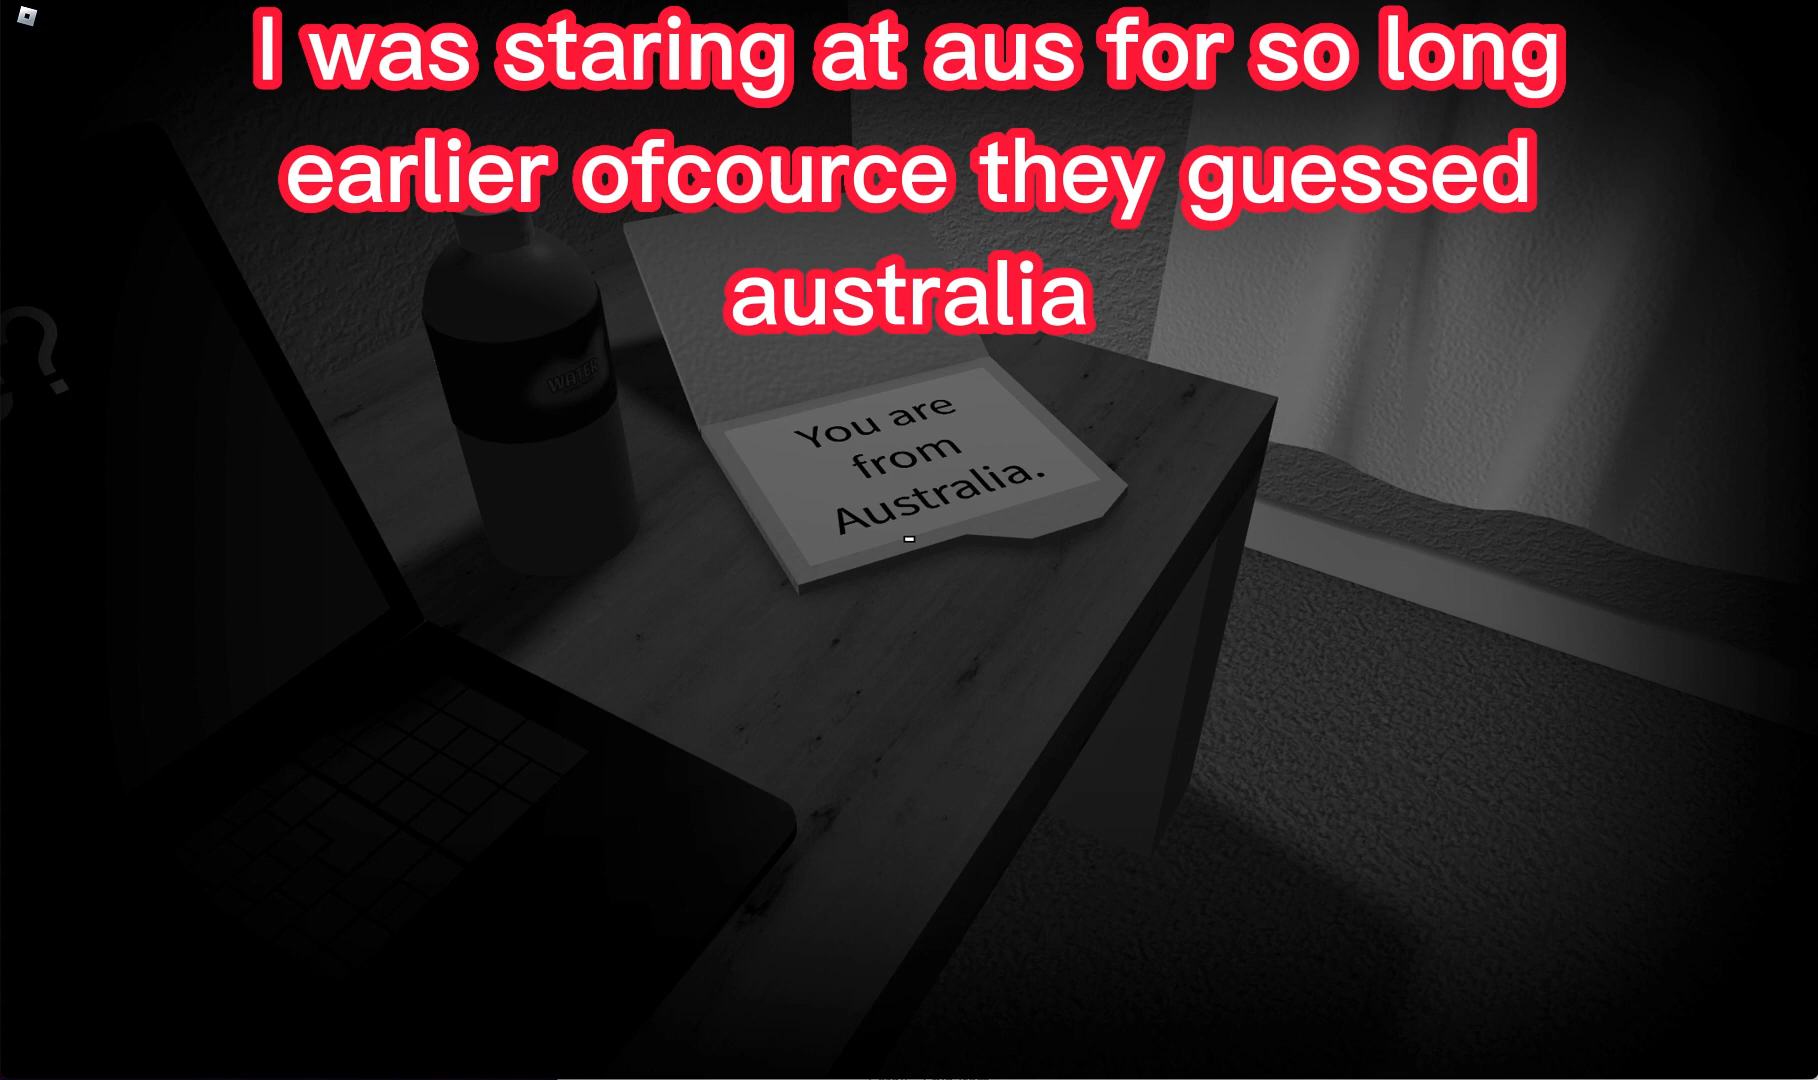 I was staring at aus for so long
earlier ofcource they guessed
australia
?
WATER
You are
from
Australia.